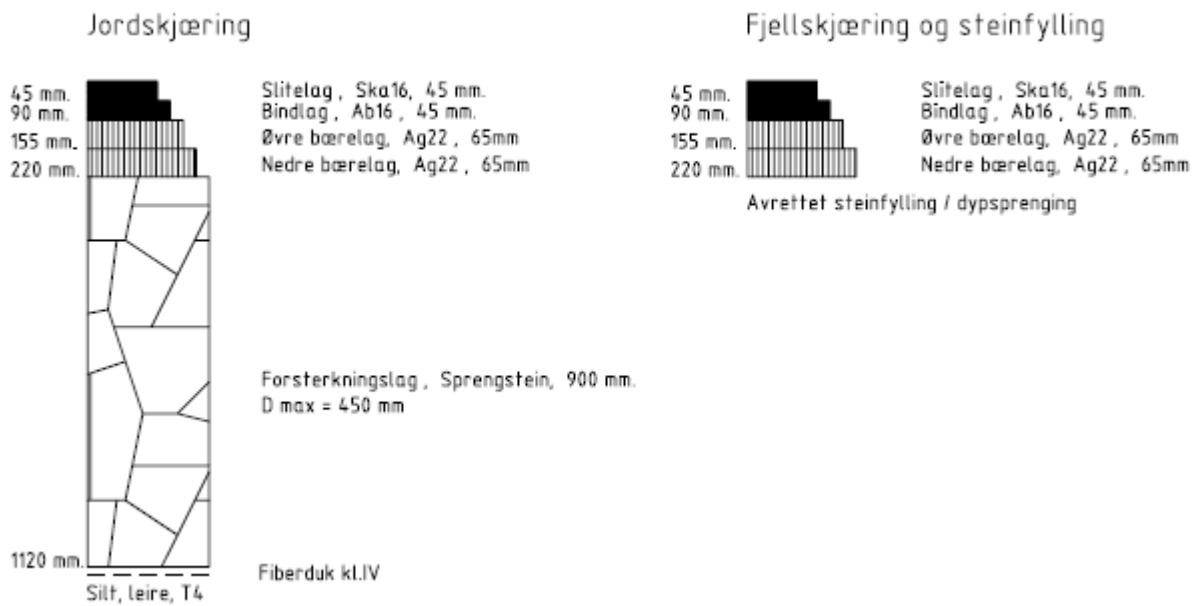 Jordskjæring
45 mm.
90 mm.
155 mm.
220 mm.
Slitelag, Ska16, 45 mm.
Bindlag, Ab16, 45 mm.
Øvre bærelag, Ag22, 65mm
Nedre bærelag, Ag22, 65mm
Forsterkningslag, Sprengstein, 900 mm.
D max = 450 mm
1120 mm.
Fiberduk kl.IV
Silt, leire, T4
Fjellskjæring og steinfylling
45 mm.
90 mm.
155 mm.
220 mm.
Slitelag, Ska16, 45 mm.
Bindlag, Ab16, 45 mm.
Øvre bærelag, Ag22, 65mm
Nedre bærelag, Ag22, 65mm
Avrettet steinfylling / dypsprenging